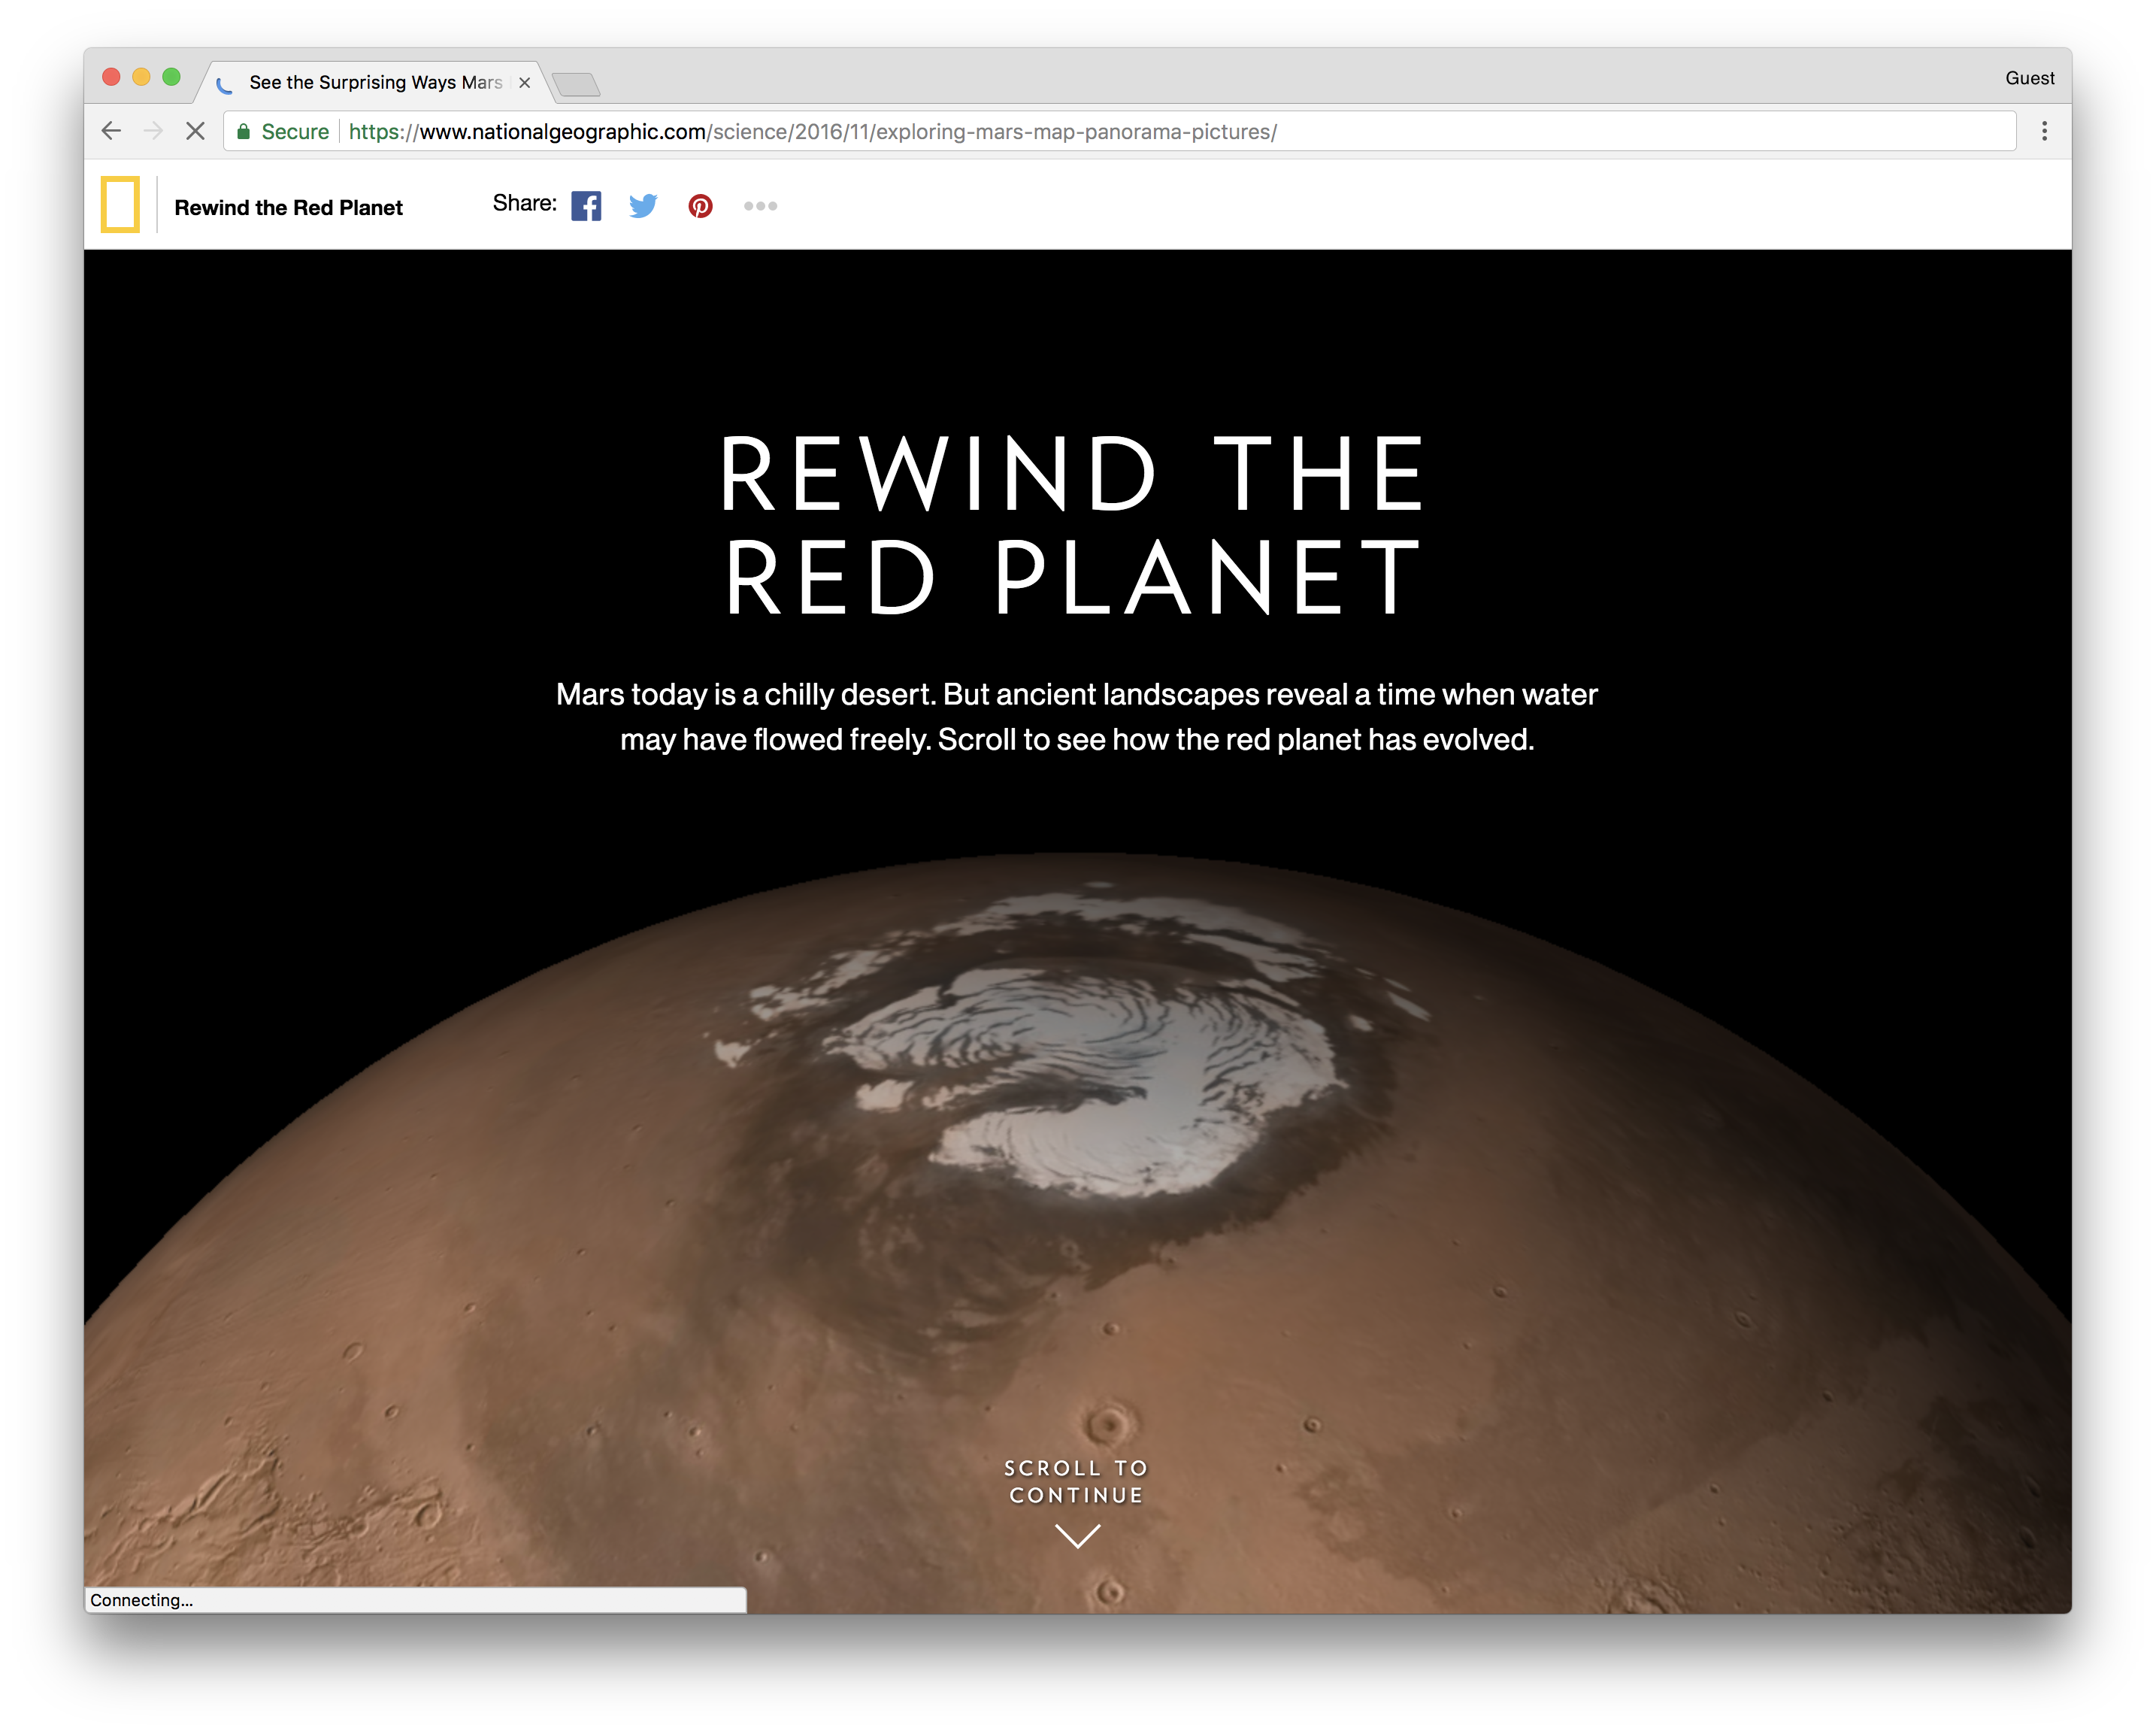 See the Surprising Ways Mars
Guest
Secure
https://www.nationalgeographic.com/science/2016/11/exploring-mars-map-panorama-pictures/
Rewind the Red Planet
Share:
REWIND THE
RED PLANET
Mars today is a chilly desert. But ancient landscapes reveal a time when water
may have flowed freely. Scroll to see how the red planet has evolved.
SCROLL TO
CONTINUE
Connecting...